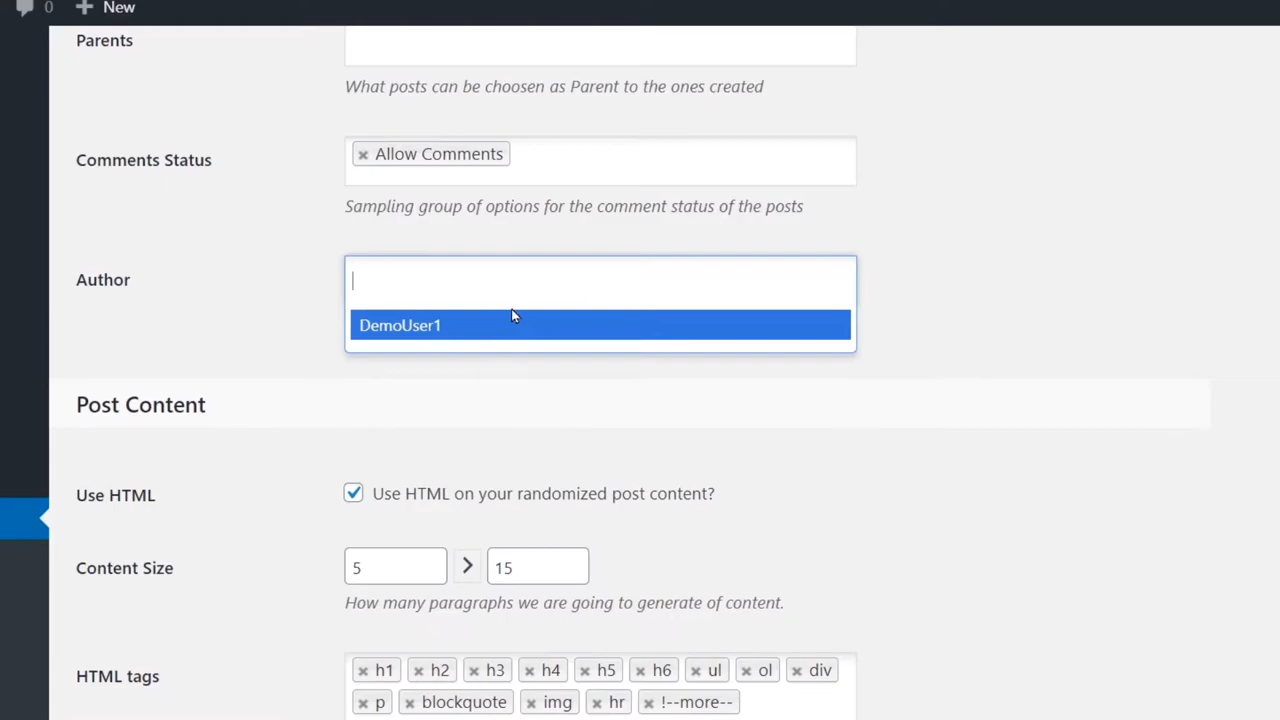 0 New
Parents
What posts can be choosen as Parent to the ones created
Comments Status
× Allow Comments
Sampling group of options for the comment status of the posts
Author
DemoUser1
Post Content
Use HTML
Use HTML on your randomized post content?
Content Size
5 > 15
How many paragraphs we are going to generate of content.
HTML tags
× h1 × h2 × h3 × h4 × h5 × h6 × ul × ol × div
× p × blockquote × img × hr × !--more--